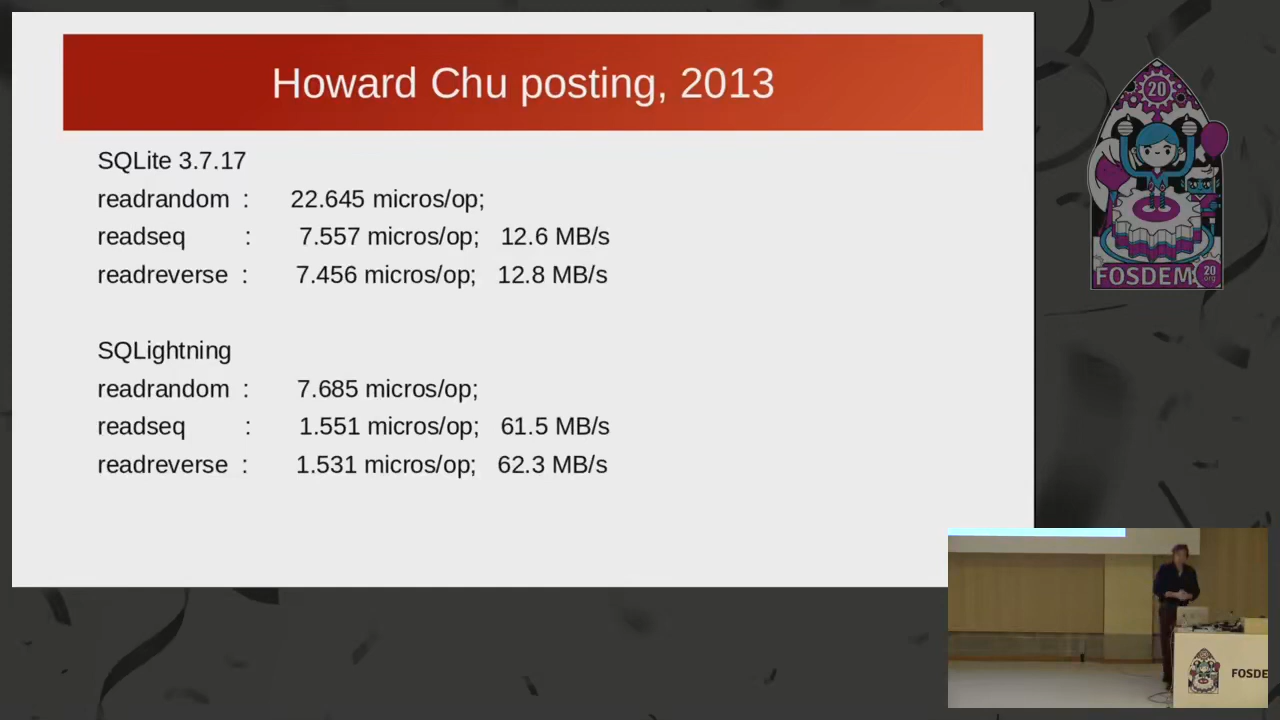 Howard Chu posting, 2013
SQLite 3.7.17
readrandom : 22.645 micros/op;
readseq : 7.557 micros/op; 12.6 MB/s
readreverse : 7.456 micros/op; 12.8 MB/s
SQLightning
readrandom : 7.685 micros/op;
readseq : 1.551 micros/op; 61.5 MB/s
readreverse : 1.531 micros/op; 62.3 MB/s
20
FOSDEM
20
.org
FOSDE